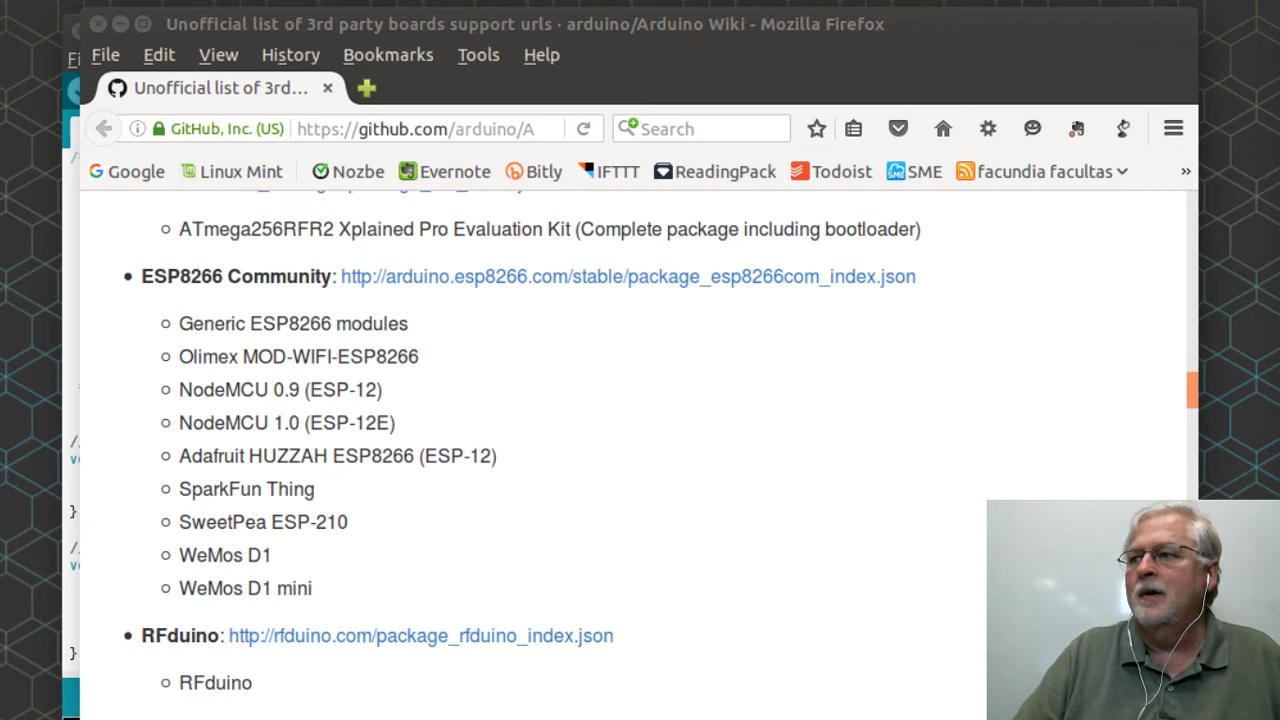 Unofficial list of 3rd party boards support urls · arduino/Arduino Wiki - Mozilla Firefox
File Edit View History Bookmarks Tools Help
Unofficial list of 3rd...
GitHub, Inc. (US) https://github.com/arduino/A Search
Google Linux Mint Nozbe Evernote Bitly IFTTT ReadingPack Todoist SME facundia facultas »
ATmega256RFR2 Xplained Pro Evaluation Kit (Complete package including bootloader)
ESP8266 Community: http://arduino.esp8266.com/stable/package_esp8266com_index.json
Generic ESP8266 modules
Olimex MOD-WIFI-ESP8266
NodeMCU 0.9 (ESP-12)
NodeMCU 1.0 (ESP-12E)
Adafruit HUZZAH ESP8266 (ESP-12)
SparkFun Thing
SweetPea ESP-210
WeMos D1
WeMos D1 mini
RFduino: http://rfduino.com/package_rfduino_index.json
RFduino